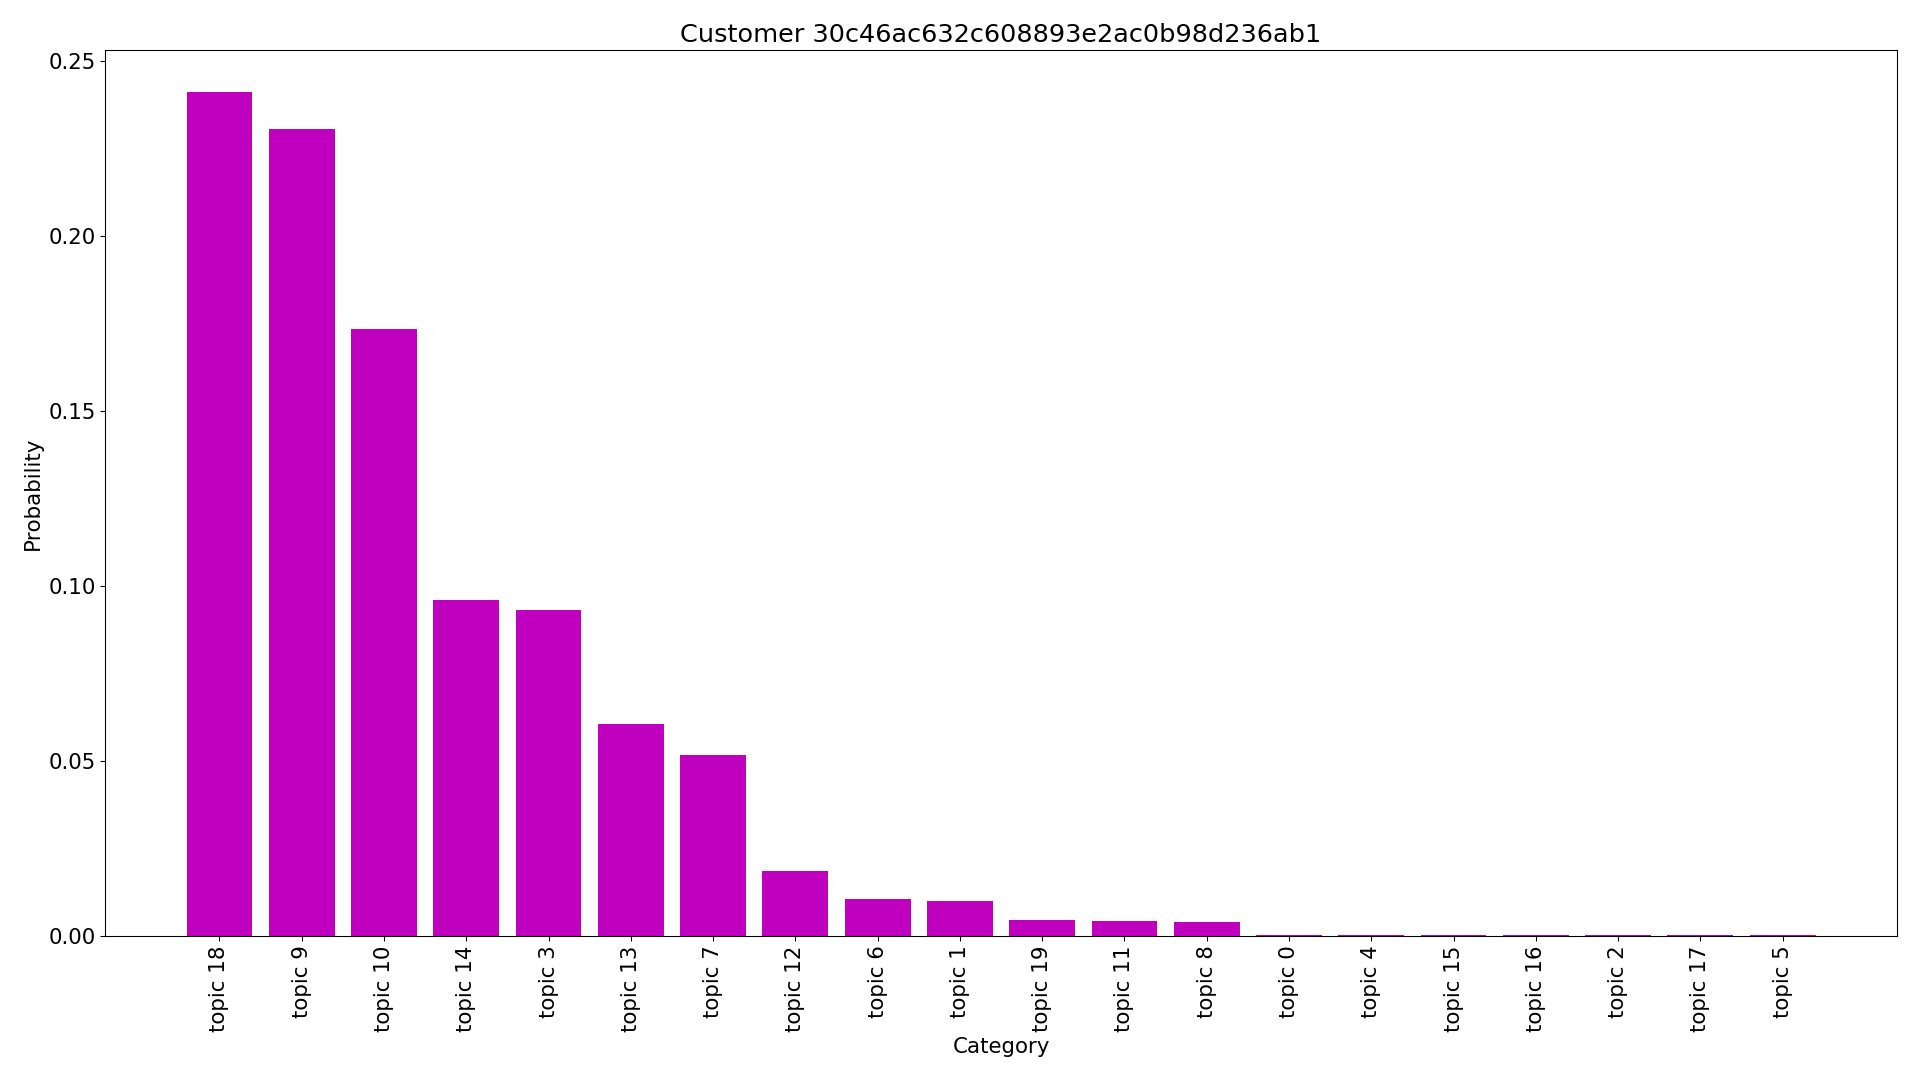 Customer 30c46ac632c608893e2ac0b98d236ab1
0.25
0.20
0.15
0.10
0.05
0.00
Probability
topic 18
topic 9
topic 10
topic 14
topic 3
topic 13
topic 7
topic 12
topic 6
topic 1
topic 19
topic 11
topic 8
topic 0
topic 4
topic 15
topic 16
topic 2
topic 17
topic 5
Category